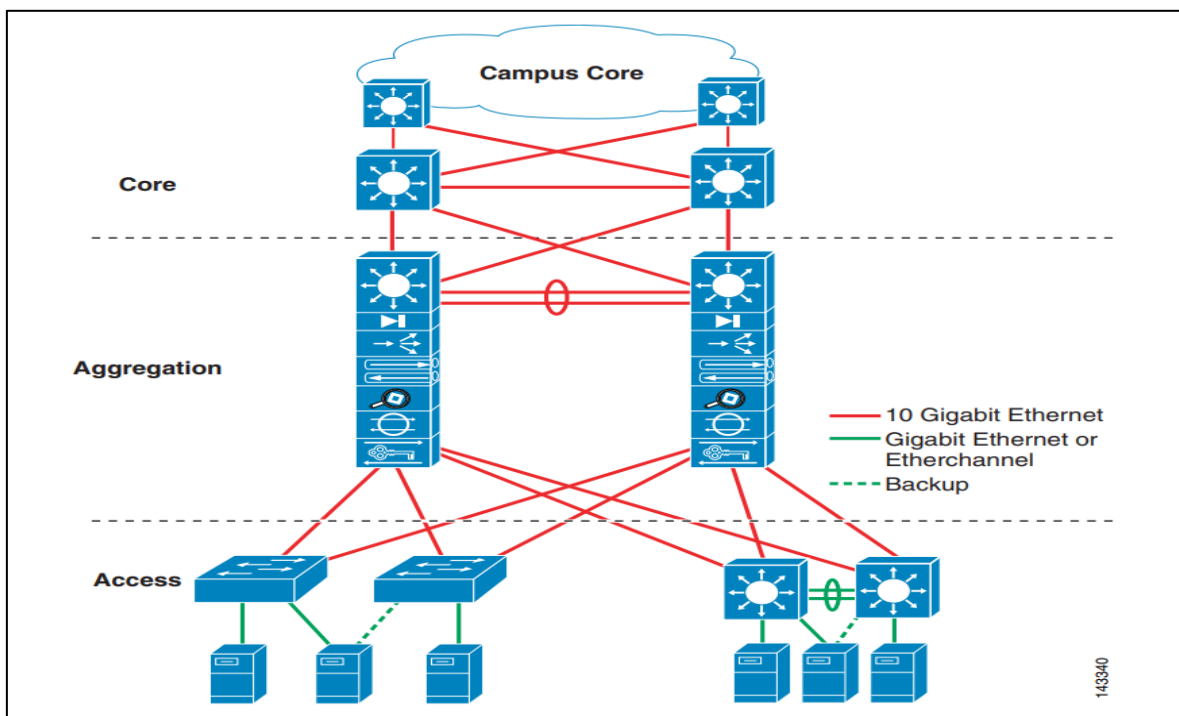 Campus Core
Core
Aggregation
10 Gigabit Ethernet
Gigabit Ethernet or
Etherchannel
Backup
Access
143340